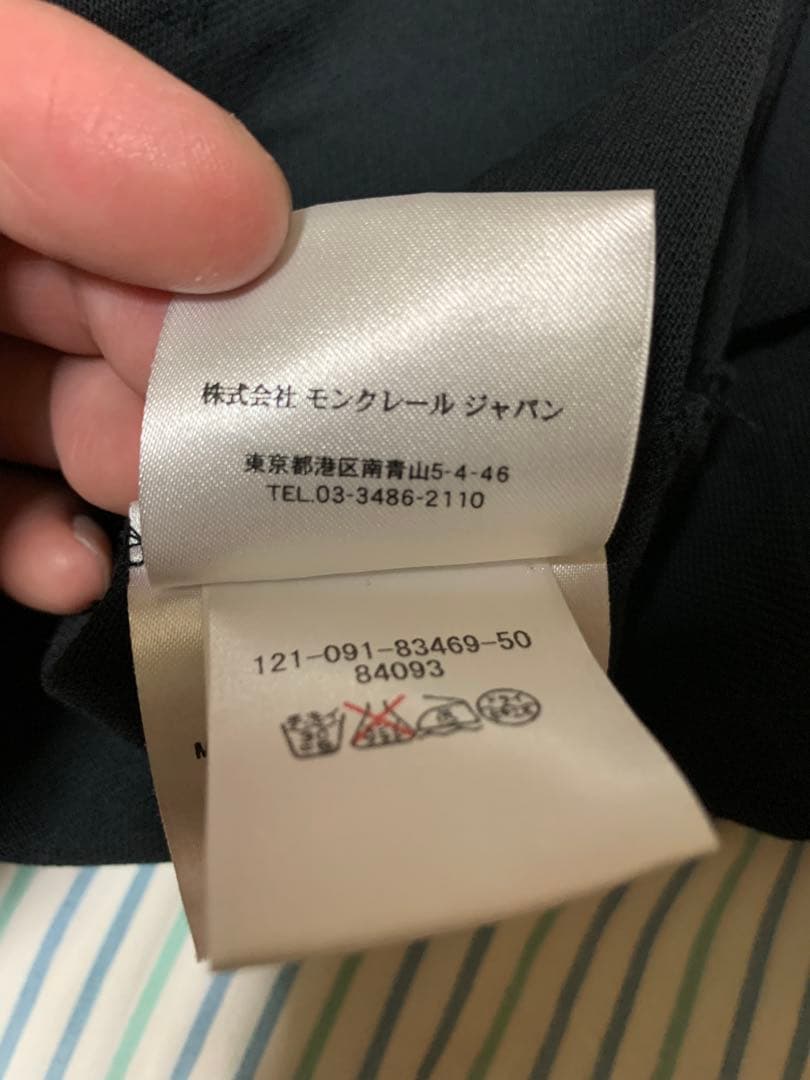 株式会社 モンクレール ジャパン
東京都港区南青山5-4-46
TEL.03-3486-2110
121-091-83469-50
84093